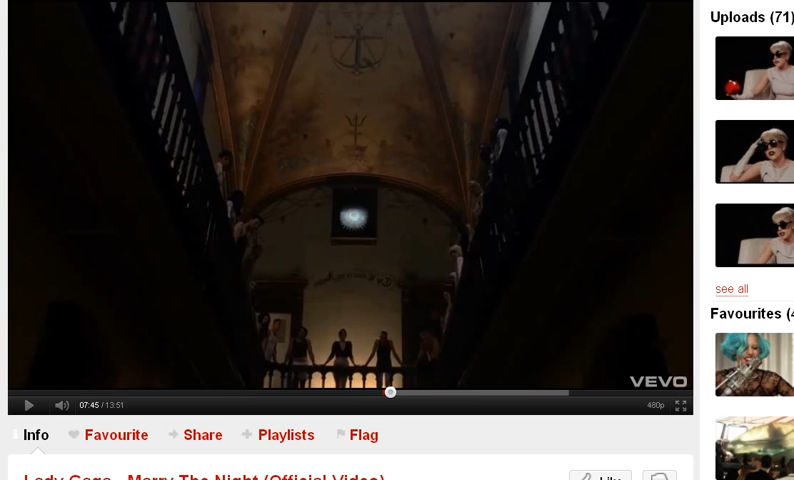 Uploads (71)
see all
Favourites (4
VEVO
07:45 / 13:51
480p
Info
Favourite
Share
Playlists
Flag
Lady Gaga - Marry The Night (Official Video)
Like